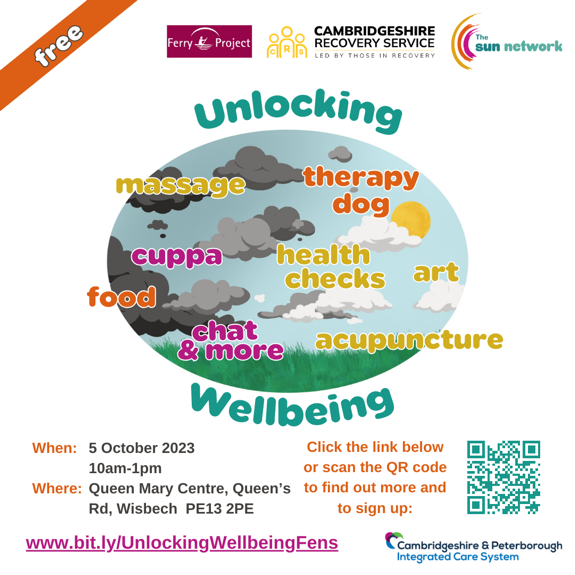 free
Ferry Project
CRS
CAMBRIDGESHIRE
RECOVERY SERVICE
LED BY THOSE IN RECOVERY
The
sun network
Unlocking
massage
therapy
dog
cuppa
health
checks
art
food
chat
& more
acupuncture
Wellbeing
When: 5 October 2023
10am-1pm
Where: Queen Mary Centre, Queen's
Rd, Wisbech PE13 2PE
Click the link below
or scan the QR code
to find out more and
to sign up:
www.bit.ly/UnlockingWellbeingFens
Cambridgeshire & Peterborough
Integrated Care System